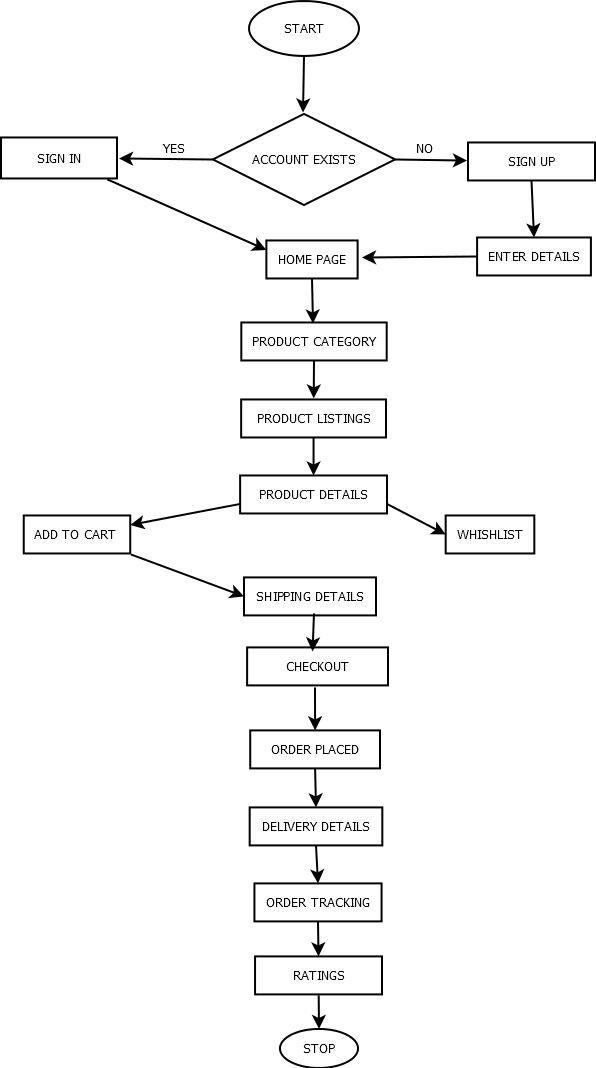 START
YES
NO
SIGN IN
ACCOUNT EXISTS
SIGN UP
HOME PAGE
ENTER DETAILS
PRODUCT CATEGORY
PRODUCT LISTINGS
PRODUCT DETAILS
ADD TO CART
WHISHLIST
SHIPPING DETAILS
CHECKOUT
ORDER PLACED
DELIVERY DETAILS
ORDER TRACKING
RATINGS
STOP